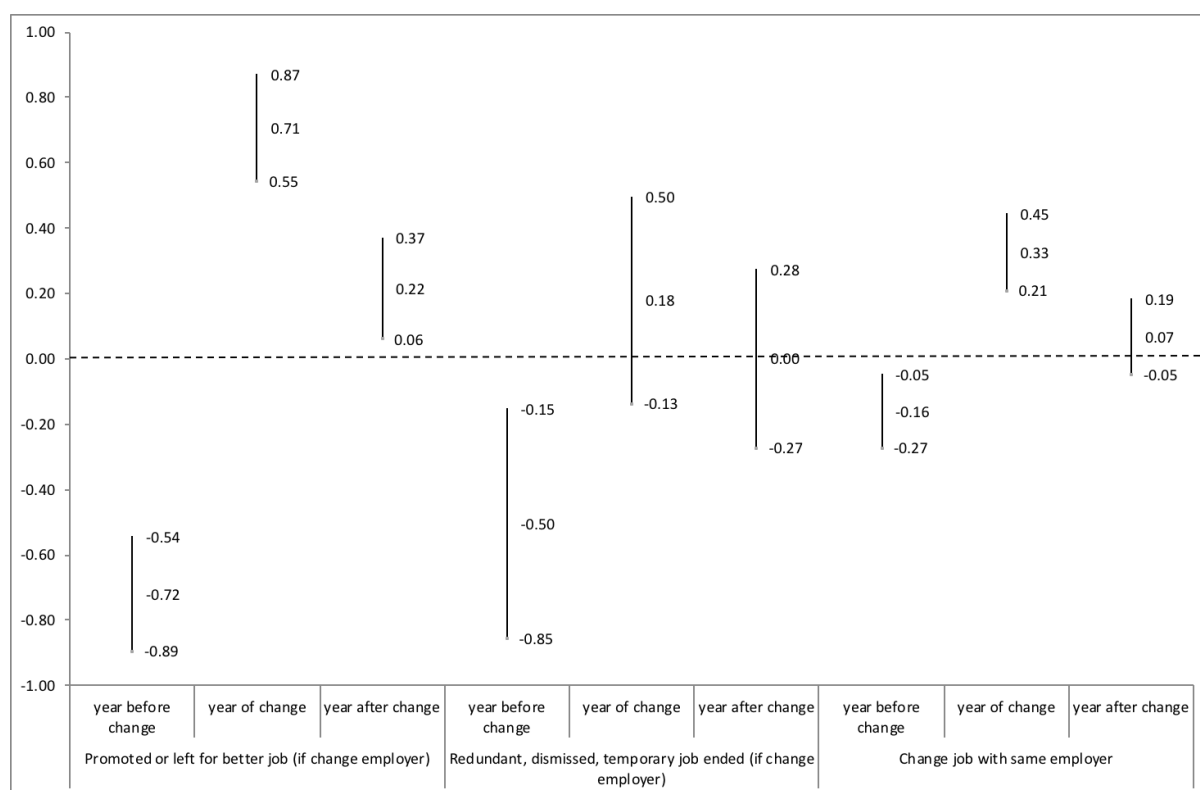 1.00
0.80
0.60
0.40
0.20
0.00
-0.20
-0.40
-0.60
-0.80
-1.00
-0.54
-0.72
-0.89
0.87
0.71
0.55
0.37
0.22
0.06
-0.15
-0.50
-0.85
0.50
0.18
-0.13
0.28
0.00
-0.27
-0.05
-0.16
-0.27
0.45
0.33
0.21
0.19
0.07
-0.05
year before
change
year of change
year after change
year before
change
year of change
year after change
year before
change
year of change
year after change
Promoted or left for better job (if change employer)
Redundant, dismissed, temporary job ended (if change
employer)
Change job with same employer